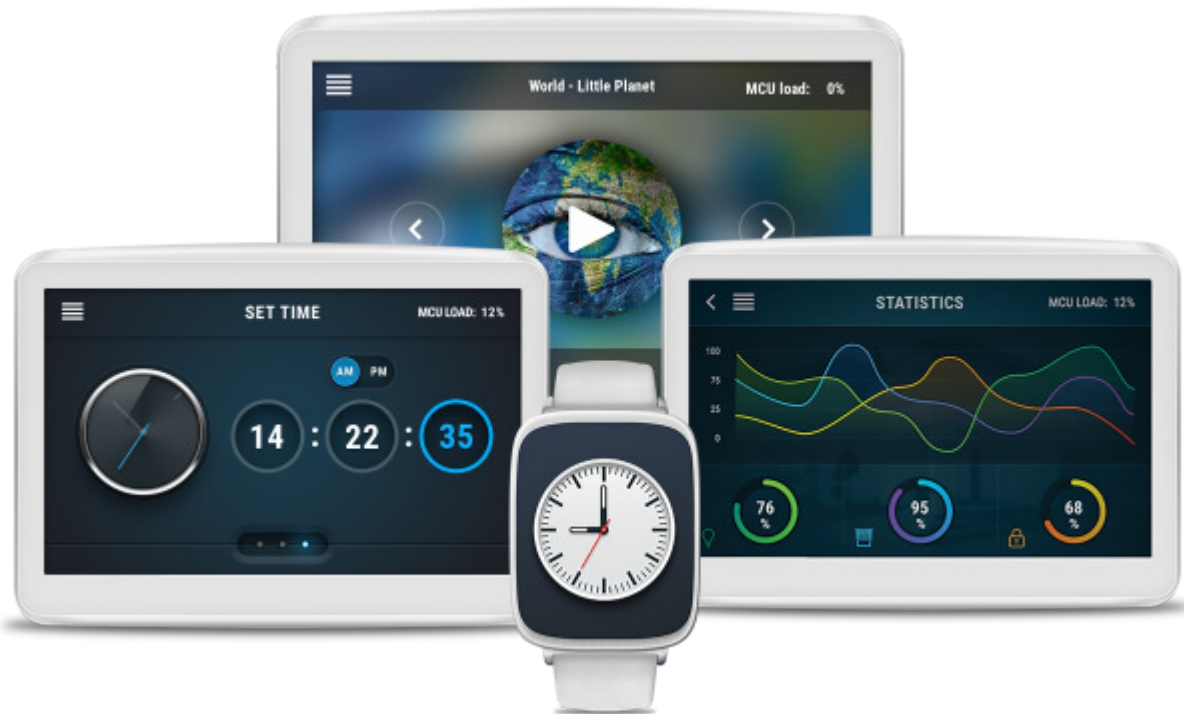 World - Little Planet
MCU load: 0%
SET TIME
MCU LOAD: 12%
AM PM
14 : 22 : 35
STATISTICS
MCU LOAD: 12%
100
75
25
0
76
%
95
%
68
%